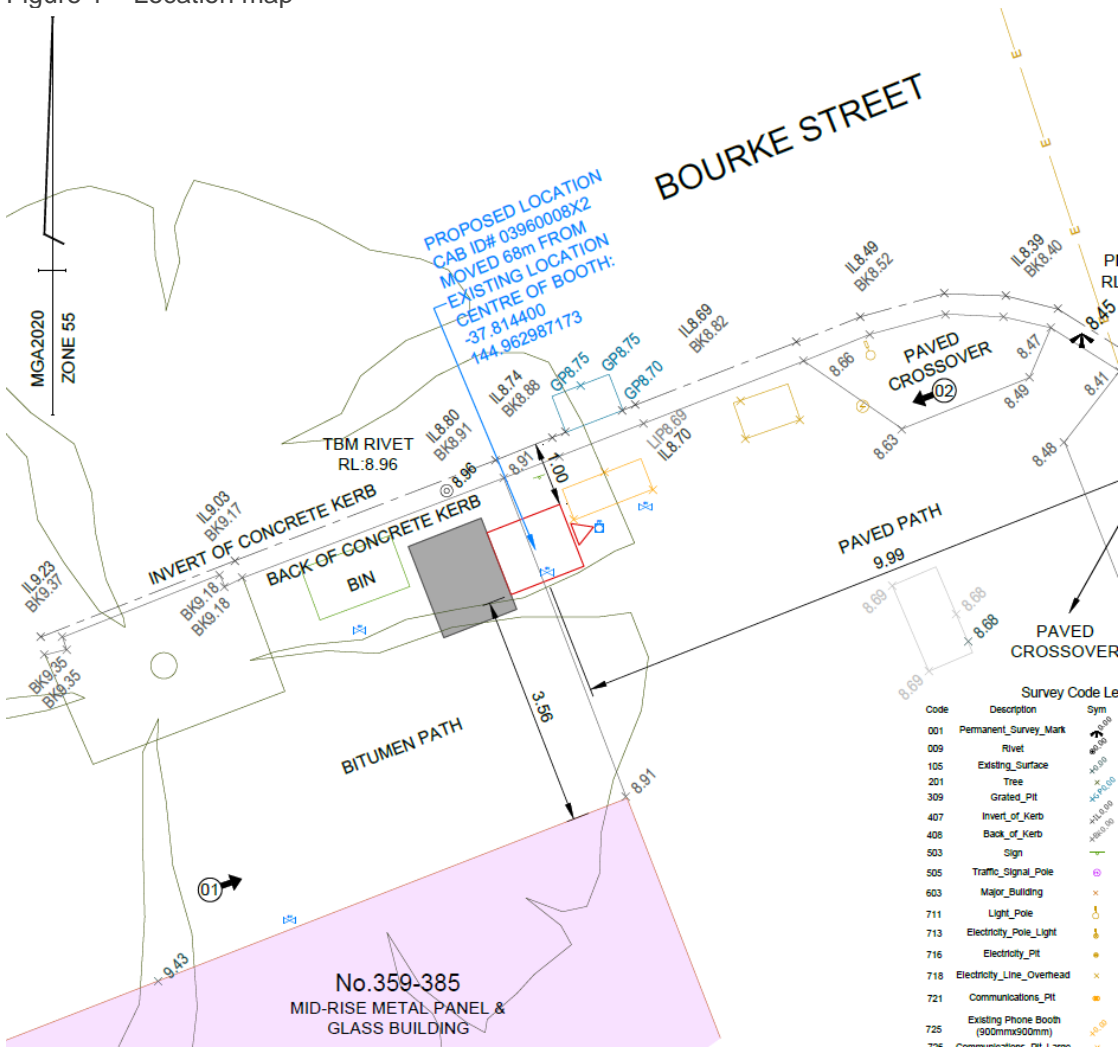 Figure 1 – Location map
BOURKE STREET
E
E
E
E
PROPOSED LOCATION
CAB ID# 03960008X2
MOVED 68m FROM
EXISTING LOCATION
CENTRE OF BOOTH:
-37.814400
144.962987173
MGA2020
ZONE 55
IL8.39
BK8.40
IL8.49
BK8.52
8.45
IL8.69
BK8.82
8.66
PAVED
CROSSOVER
02
8.47
8.41
8.49
8.63
8.48
GP8.75
GP8.75
GP8.70
IL8.74
BK8.88
LIP8.69
IL8.70
IL8.80
BK8.91
8.91
1.00
TBM RIVET
RL:8.96
8.96
IL9.03
BK9.17
INVERT OF CONCRETE KERB
BACK OF CONCRETE KERB
BIN
IL9.23
BK9.37
BK9.18
BK9.18
BK9.35
BK9.35
PAVED PATH
9.99
8.69
8.68
8.68
8.69
PAVED
CROSSOVER
3.56
BITUMEN PATH
8.91
01
9.43
No.359-385
MID-RISE METAL PANEL &
GLASS BUILDING
Survey Code Le
Code Description Sym
001 Permanent_Survey_Mark
009 Rivet
105 Existing_Surface
201 Tree
309 Grated_Pit
407 Invert_of_Kerb
408 Back_of_Kerb
503 Sign
505 Traffic_Signal_Pole
603 Major_Building
711 Light_Pole
713 Electricity_Pole_Light
716 Electricity_Pit
718 Electricity_Line_Overhead
721 Communications_Pit
725 Existing Phone Booth
(900mmx900mm)